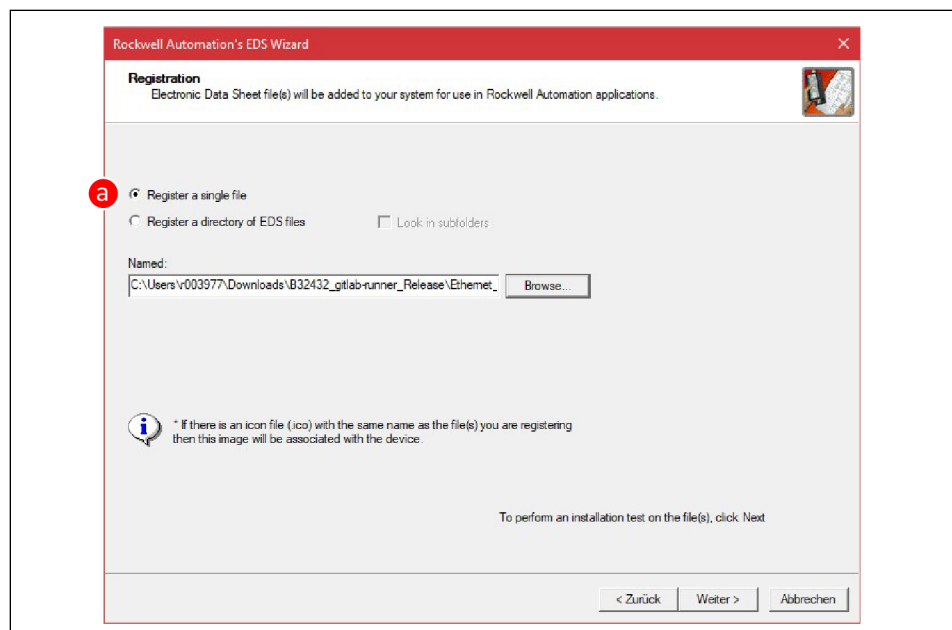 Rockwell Automation's EDS Wizard
Registration
Electronic Data Sheet file(s) will be added to your system for use in Rockwell Automation applications.
a
Register a single file
Register a directory of EDS files Look in subfolders
Named:
C:\Users\r003977\Downloads\B32432_gitlab-runner_Release\Ethernet_ Browse...
* If there is an icon file (.ico) with the same name as the file(s) you are registering
then this image will be associated with the device.
To perform an installation test on the file(s), click Next
< Zurück Weiter > Abbrechen